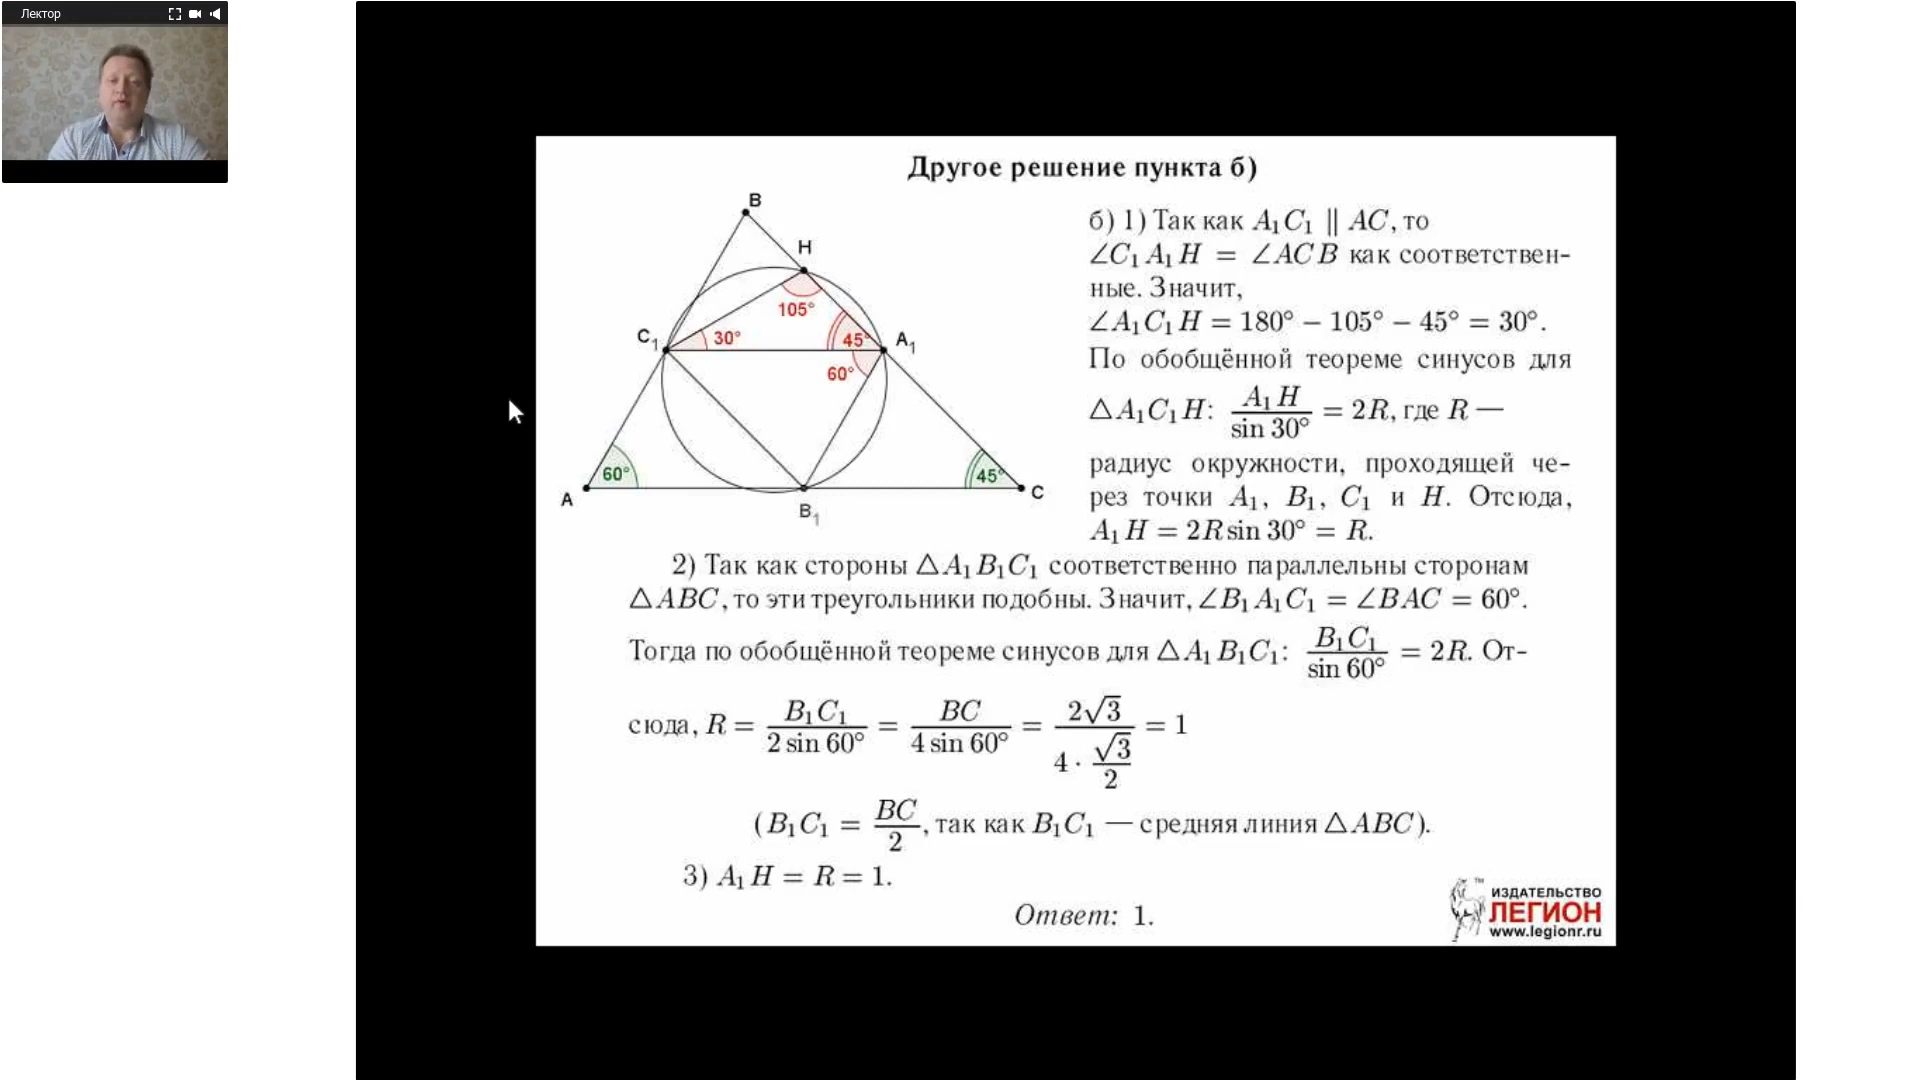 Лектор
Другое решение пункта б)
B
H
105°
C₁
30°
45°
A₁
60°
60°
45°
A
B₁
C
б) 1) Так как A₁C₁ ∥ AC, то
∠C₁A₁H = ∠ACB как соответствен-
ные. Значит,
∠A₁C₁H = 180° − 105° − 45° = 30°.
По обобщённой теореме синусов для
△A₁C₁H: A₁H / sin 30° = 2R, где R —
радиус окружности, проходящей че-
рез точки A₁, B₁, C₁ и H. Отсюда,
A₁H = 2R sin 30° = R.
2) Так как стороны △A₁B₁C₁ соответственно параллельны сторонам
△ABC, то эти треугольники подобны. Значит, ∠B₁A₁C₁ = ∠BAC = 60°.
Тогда по обобщённой теореме синусов для △A₁B₁C₁: B₁C₁ / sin 60° = 2R. От-
сюда, R = B₁C₁ / 2 sin 60° = BC / 4 sin 60° = 2√3 / (4 · √3/2) = 1
(B₁C₁ = BC/2, так как B₁C₁ — средняя линия △ABC).
3) A₁H = R = 1.
Ответ: 1.
TM
ИЗДАТЕЛЬСТВО
ЛЕГИОН
www.legionr.ru